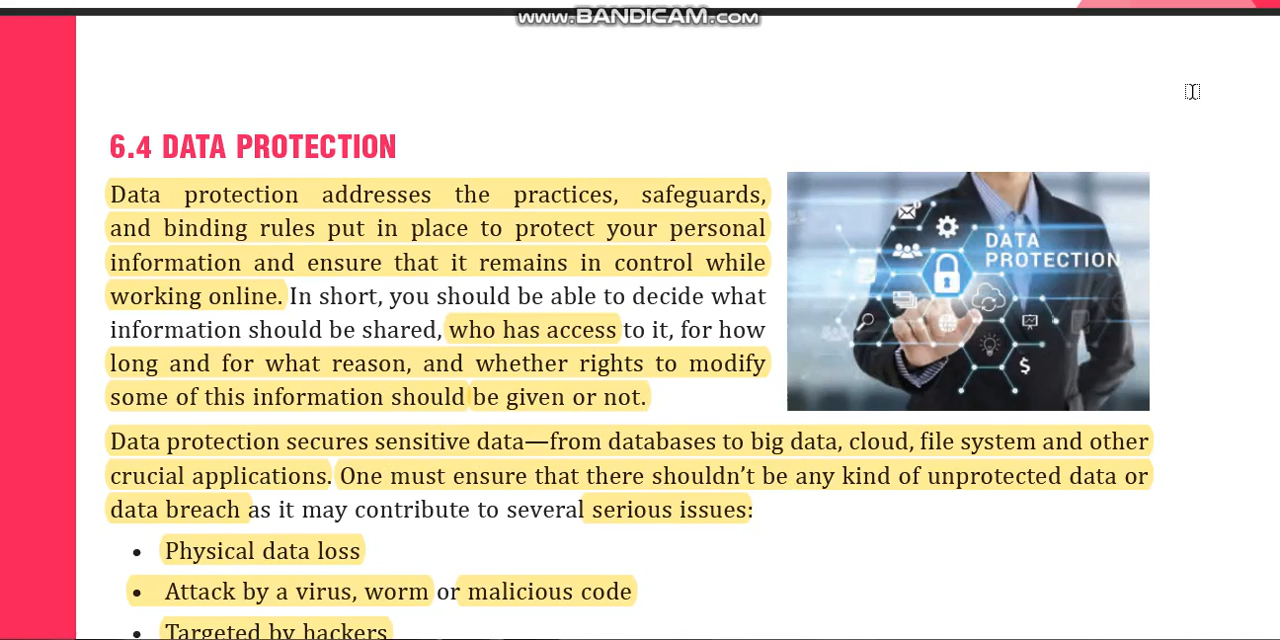 www.BANDICAM.com
6.4 DATA PROTECTION
Data protection addresses the practices, safeguards,
and binding rules put in place to protect your personal
information and ensure that it remains in control while
working online. In short, you should be able to decide what
information should be shared, who has access to it, for how
long and for what reason, and whether rights to modify
some of this information should be given or not.
DATA
PROTECTION
$
Data protection secures sensitive data—from databases to big data, cloud, file system and other
crucial applications. One must ensure that there shouldn't be any kind of unprotected data or
data breach as it may contribute to several serious issues:
• Physical data loss
• Attack by a virus, worm or malicious code
• Targeted by hackers